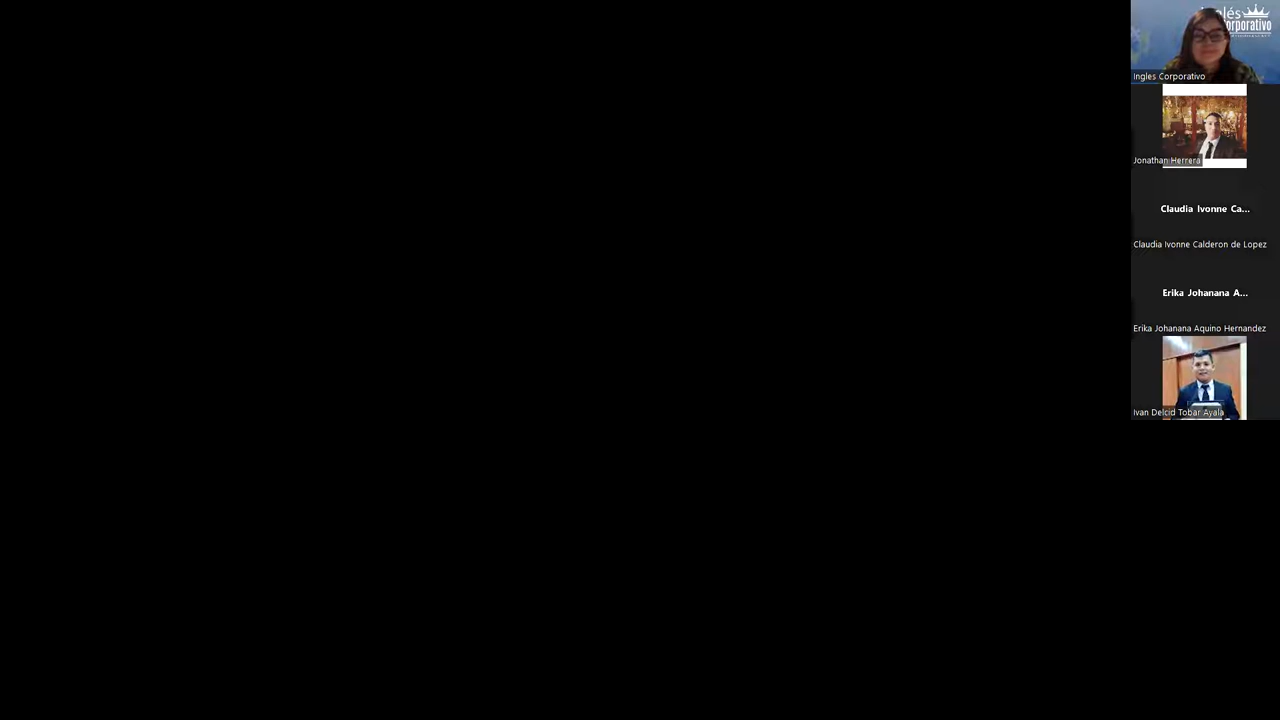 Inglés
Corporativo
Ingles Corporativo
Jonathan Herrera
Claudia Ivonne Ca...
Claudia Ivonne Calderon de Lopez
Erika Johanana A...
Erika Johanana Aquino Hernandez
Ivan Delcid Tobar Ayala